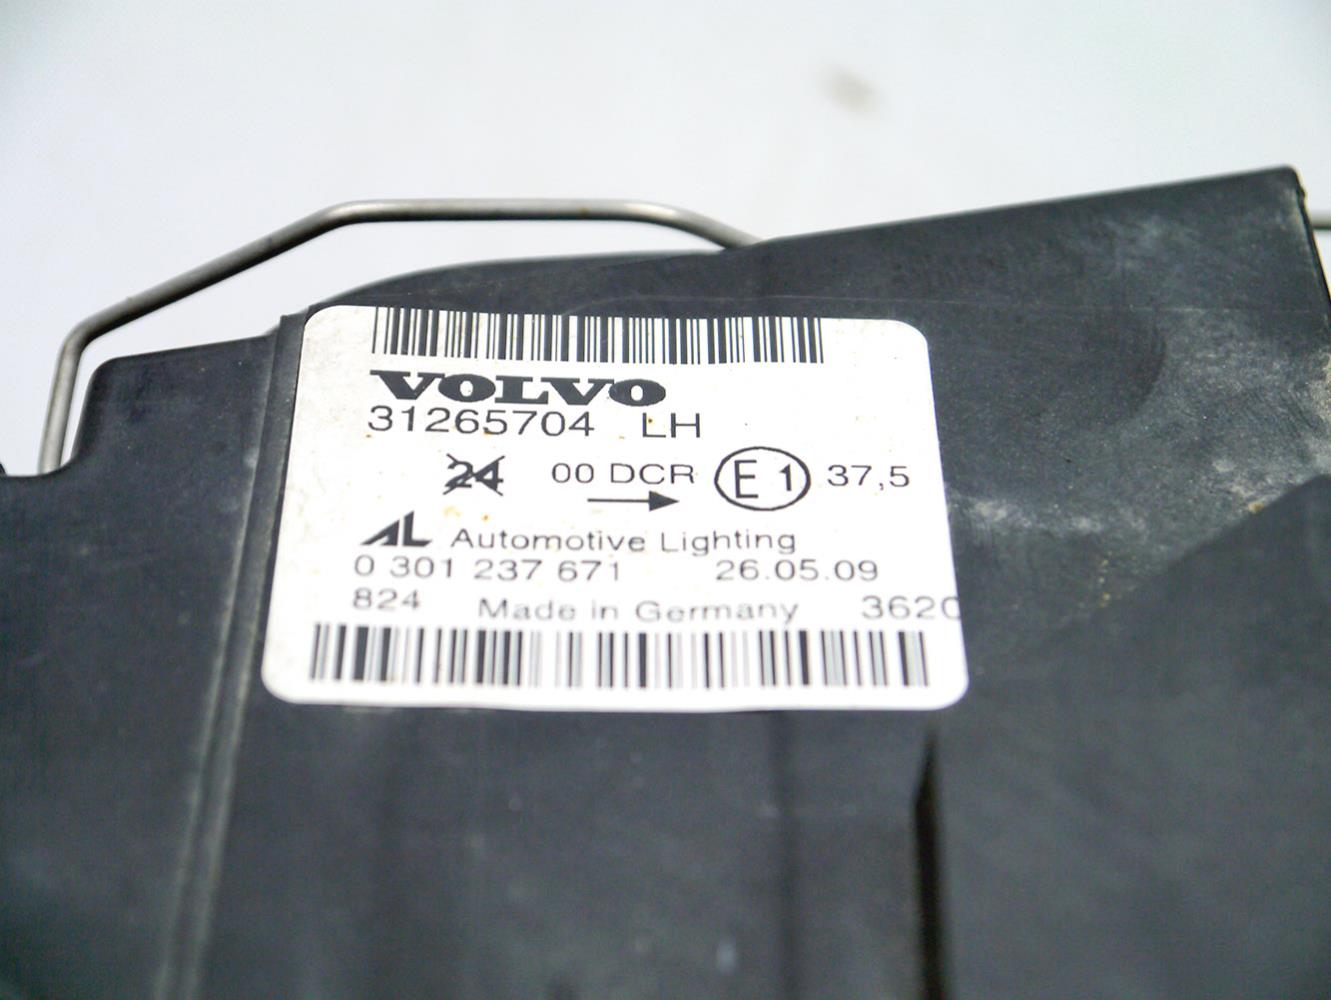 VOLVO
31265704 LH
24 00 DCR E1 37,5
AL Automotive Lighting
0 301 237 671 26.05.09
824 Made in Germany 3620